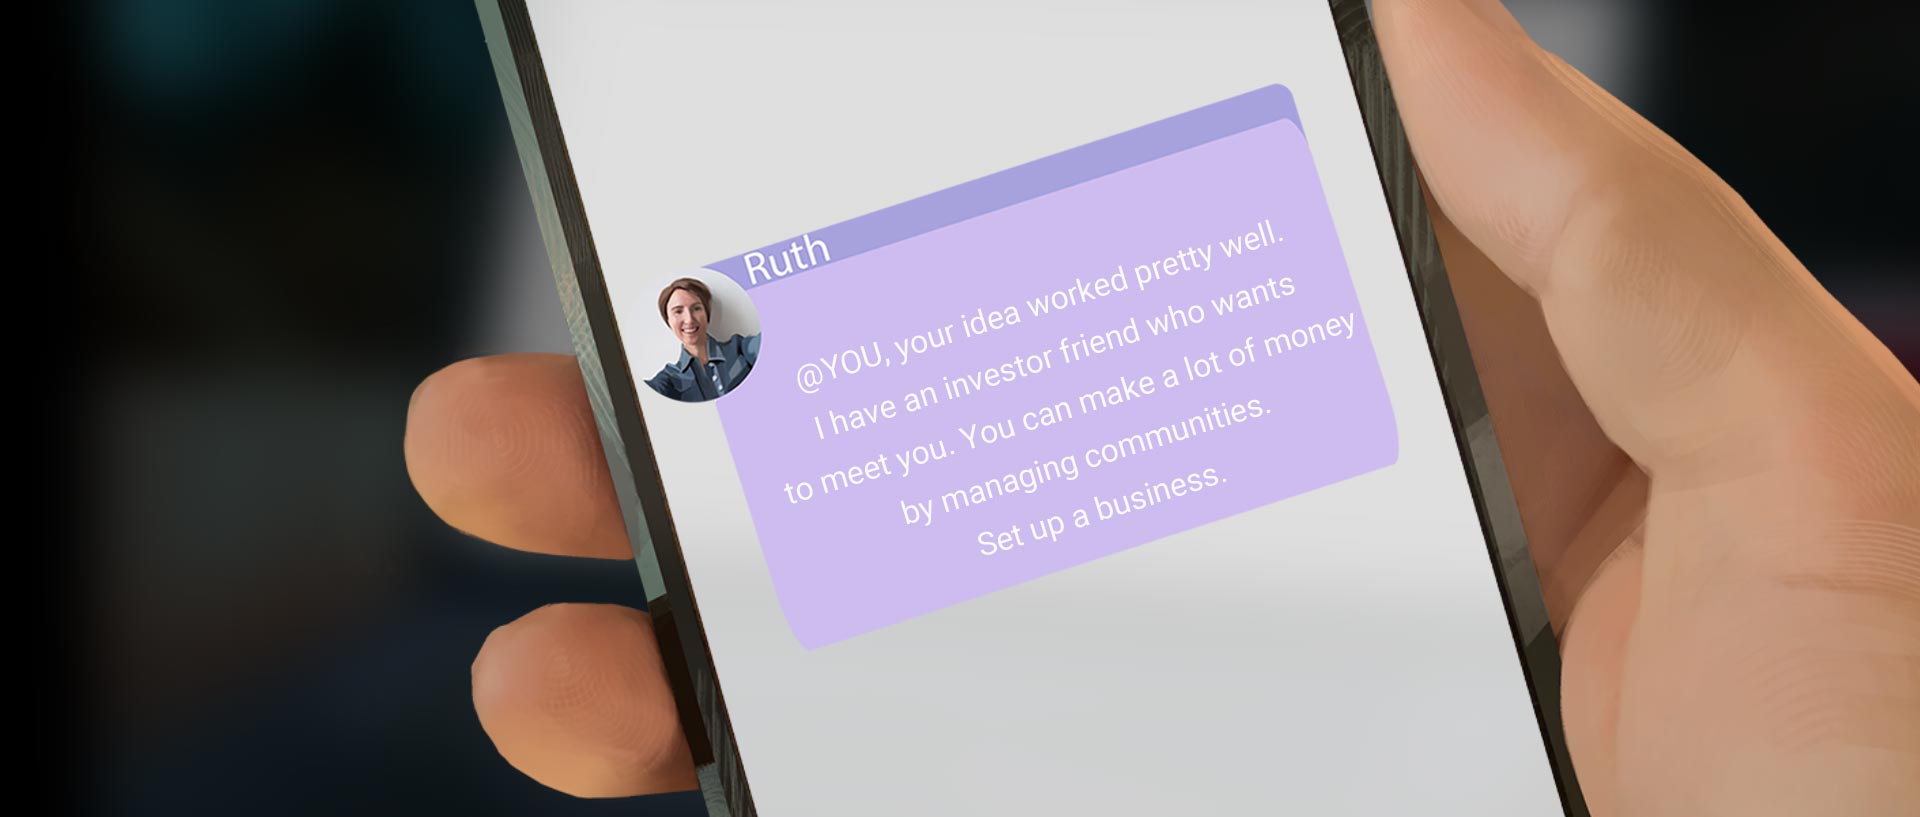 Ruth
@YOU, your idea worked pretty well.
I have an investor friend who wants
to meet you. You can make a lot of money
by managing communities.
Set up a business.